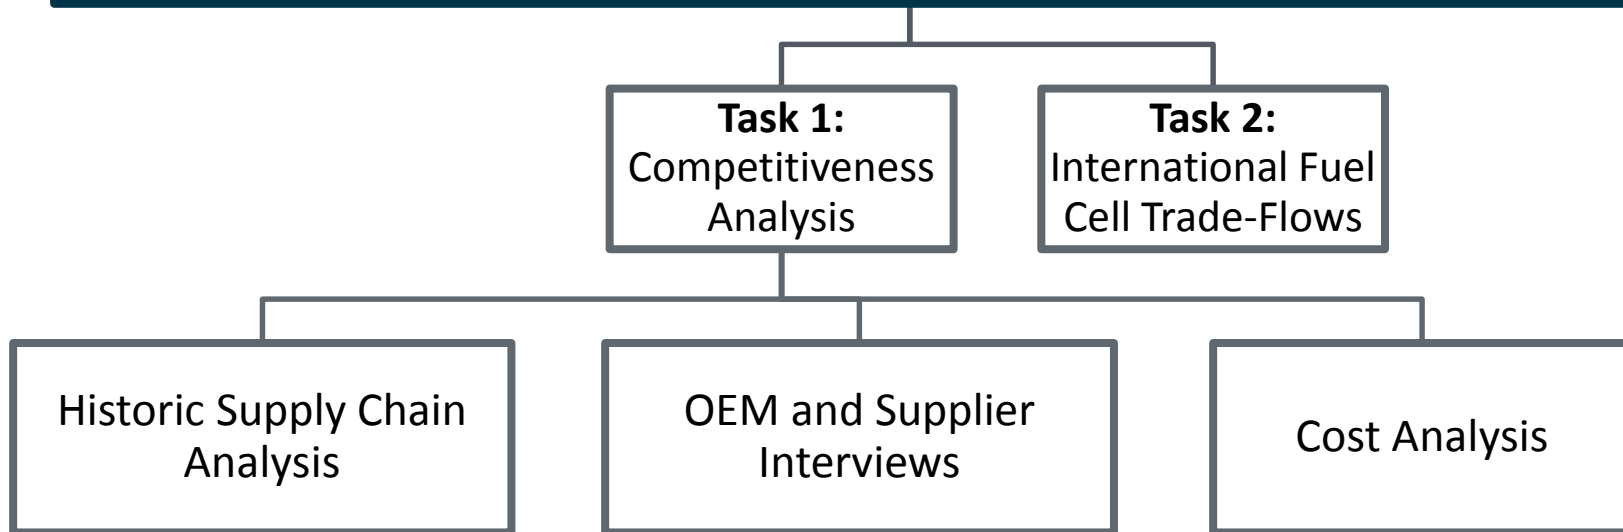 Task 1:
Competitiveness
Analysis
Task 2:
International Fuel
Cell Trade-Flows
Historic Supply Chain
Analysis
OEM and Supplier
Interviews
Cost Analysis